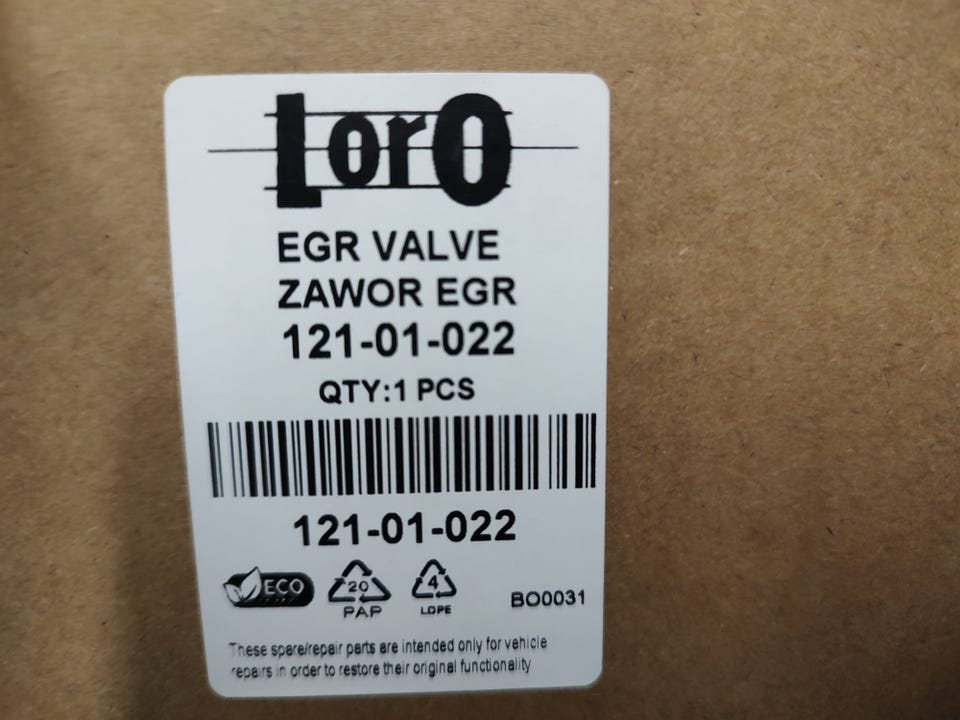 LorO
EGR VALVE
ZAWOR EGR
121-01-022
QTY:1 PCS
121-01-022
ECO
20
PAP
4
LDPE
BO0031
These spare/repair parts are intended only for vehicle
repairs in order to restore their original functionality